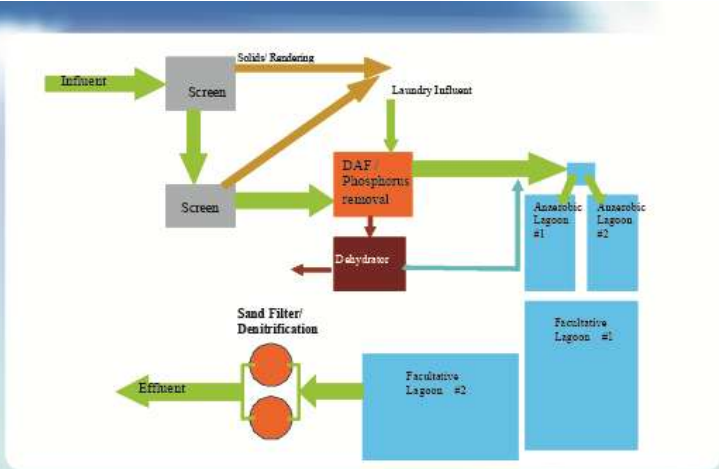 Solids/ Rendering
Influent
Screen
Laundry Influent
DAF /
Phosphorus
removal
Screen
Anaerobic
Lagoon
#1
Anaerobic
Lagoon
#2
Dehydrator
Sand Filter/
Denitrification
Facultative
Lagoon #1
Facultative
Lagoon #2
Effluent